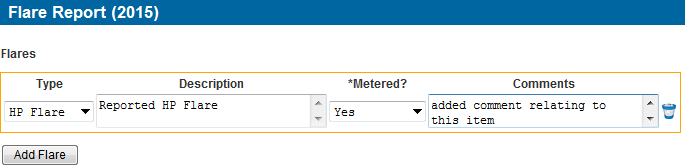 Flare Report (2015)
Flares
Type Description *Metered? Comments
HP Flare Reported HP Flare Yes added comment relating to
this item
Add Flare